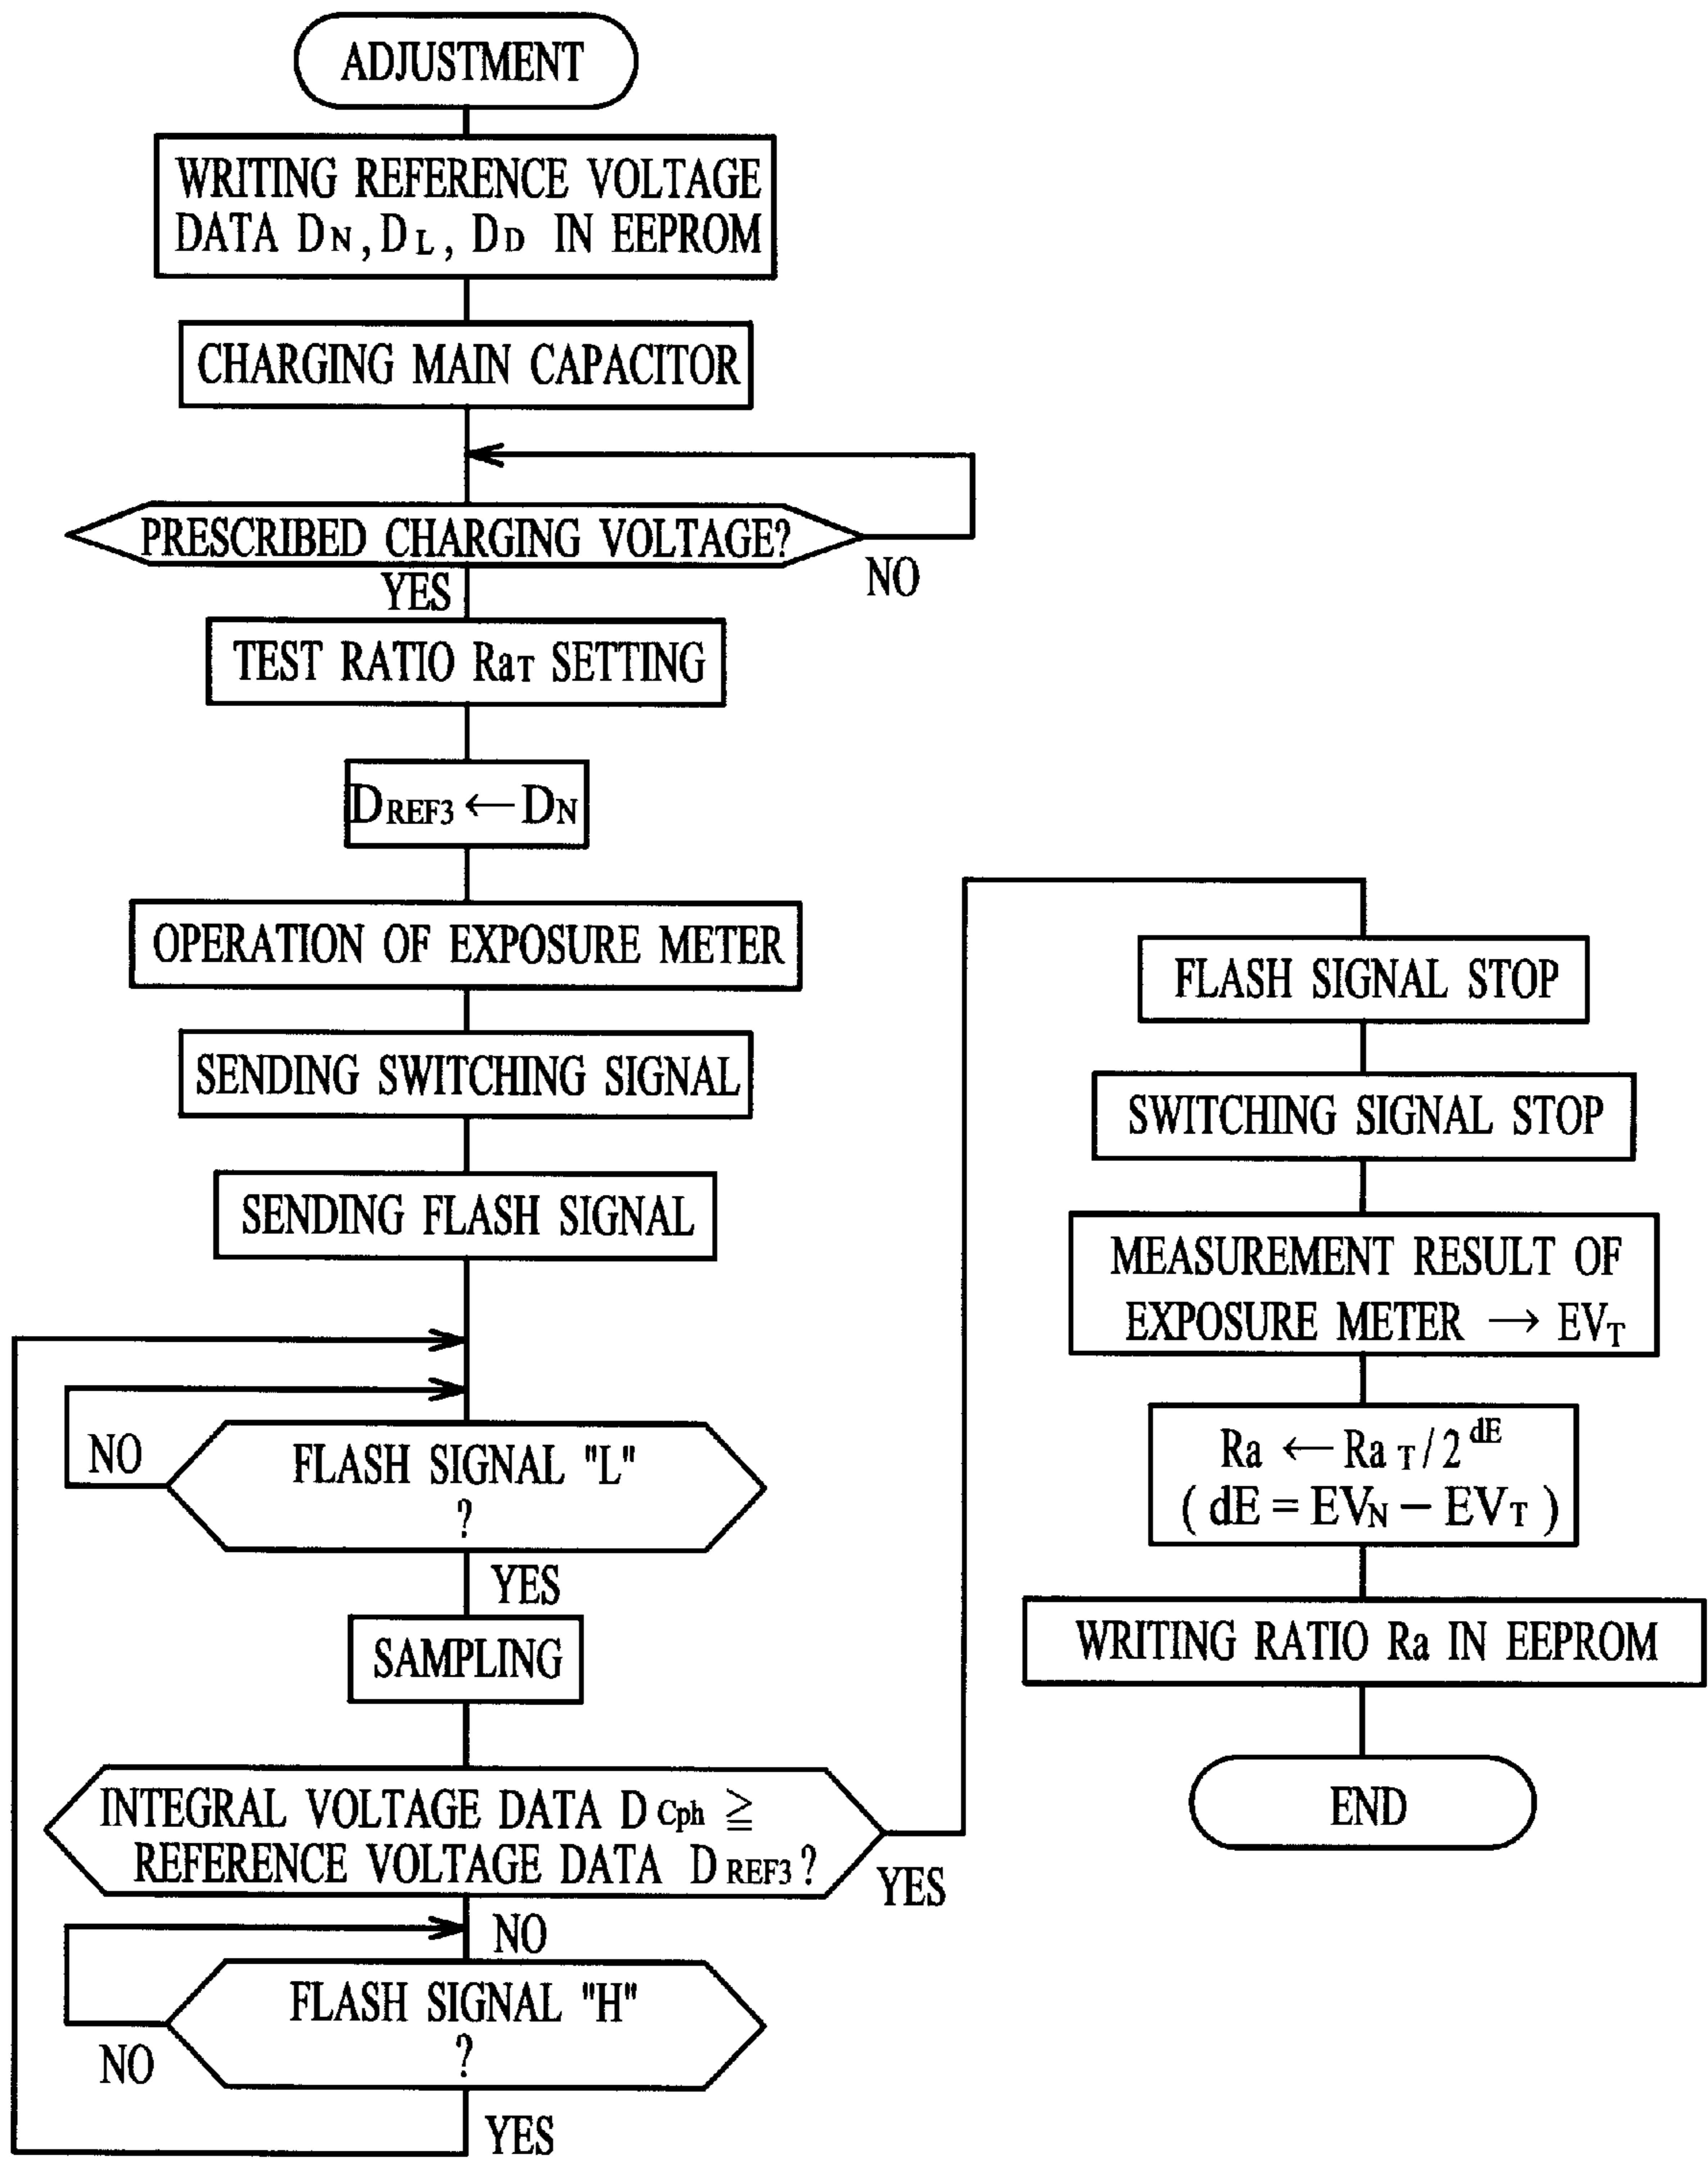 ADJUSTMENT
WRITING REFERENCE VOLTAGE
DATA DN, DL, DD IN EEPROM
CHARGING MAIN CAPACITOR
PRESCRIBED CHARGING VOLTAGE?
NO
YES
TEST RATIO RaT SETTING
DREF3 ← DN
OPERATION OF EXPOSURE METER
SENDING SWITCHING SIGNAL
SENDING FLASH SIGNAL
NO
FLASH SIGNAL "L"
?
YES
SAMPLING
INTEGRAL VOLTAGE DATA DCph ≧
REFERENCE VOLTAGE DATA DREF3?
YES
NO
FLASH SIGNAL "H"
?
NO
YES
FLASH SIGNAL STOP
SWITCHING SIGNAL STOP
MEASUREMENT RESULT OF
EXPOSURE METER → EVT
Ra ← RaT/2^dE
(dE = EVN − EVT)
WRITING RATIO Ra IN EEPROM
END